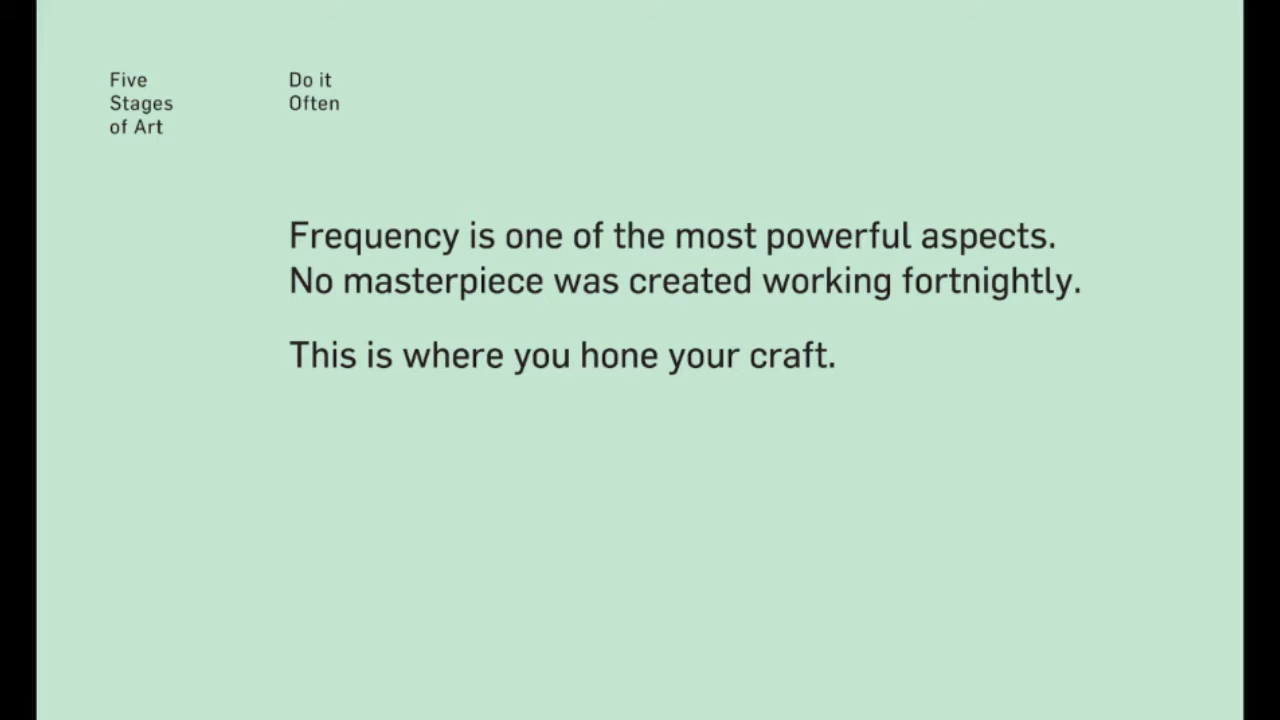 Five
Stages
of Art
Do it
Often
Frequency is one of the most powerful aspects.
No masterpiece was created working fortnightly.
This is where you hone your craft.